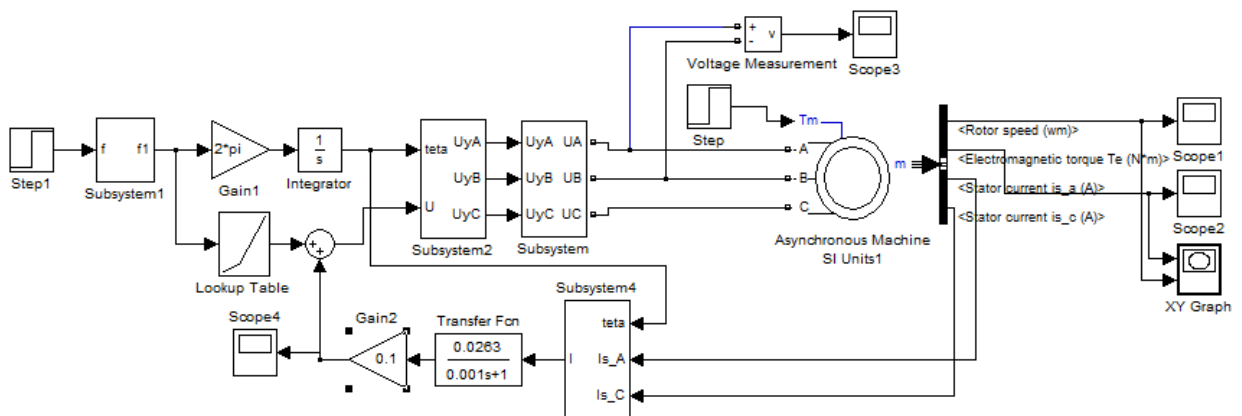 +
-
v
Voltage Measurement
Scope3
Step1
f
f1
Subsystem1
2*pi
Gain1
1
s
Integrator
teta
U
UyA
UyB
UyC
Subsystem2
UyA
UyB
UyC
UA
UB
UC
Subsystem
Step
Tm
A
B
C
m
Asynchronous Machine
SI Units1
<Rotor speed (wm)>
<Electromagnetic torque Te (N*m)>
<Stator current is_a (A)>
<Stator current is_c (A)>
Scope1
Scope2
XY Graph
Lookup Table
+
+
Scope4
Gain2
0.1
Transfer Fcn
0.0263
0.001s+1
Subsystem4
teta
I
Is_A
Is_C